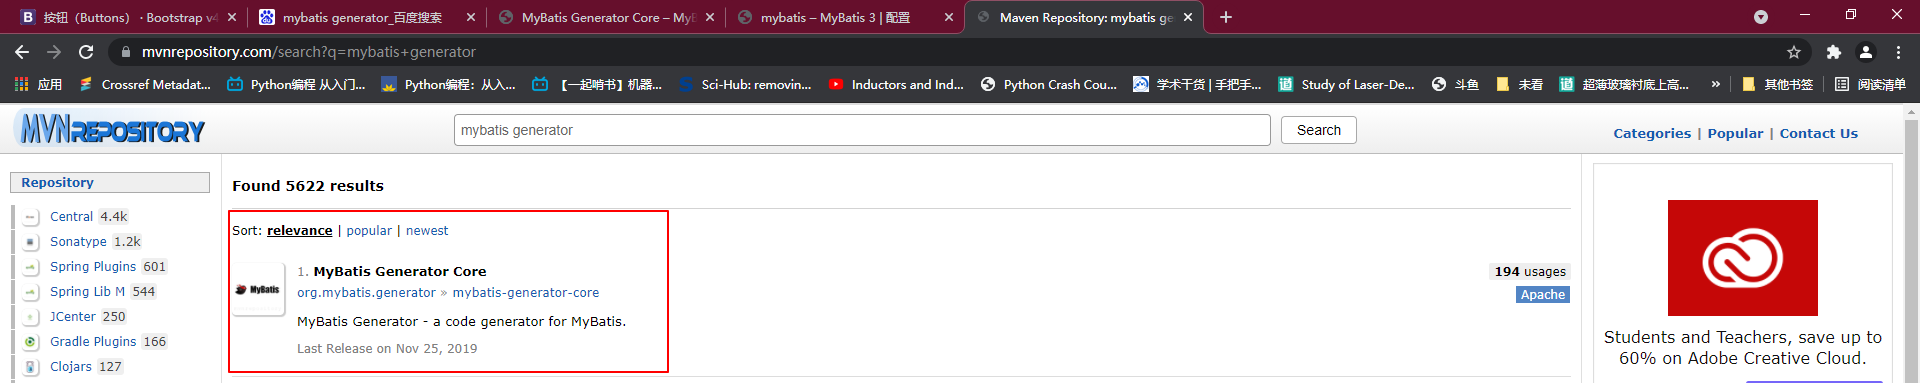 按钮（Buttons） · Bootstrap v4
mybatis generator_百度搜索
MyBatis Generator Core – MyB
mybatis – MyBatis 3 | 配置
Maven Repository: mybatis ge
mvnrepository.com/search?q=mybatis+generator
应用
Crossref Metadat...
Python编程 从入门...
Python编程：从入...
【一起啃书】机器...
Sci-Hub: removin...
Inductors and Ind...
Python Crash Cou...
学术干货 | 手把手...
Study of Laser-De...
斗鱼
未看
超薄玻璃衬底上高...
»
其他书签
阅读清单
MVNREPOSITORY
mybatis generator
Search
Categories | Popular | Contact Us
Repository
Central 4.4k
Sonatype 1.2k
Spring Plugins 601
Spring Lib M 544
JCenter 250
Gradle Plugins 166
Clojars 127
Found 5622 results
Sort: relevance | popular | newest
MyBatis
1. MyBatis Generator Core
194 usages
org.mybatis.generator » mybatis-generator-core
Apache
MyBatis Generator - a code generator for MyBatis.
Last Release on Nov 25, 2019
Students and Teachers, save up to
60% on Adobe Creative Cloud.